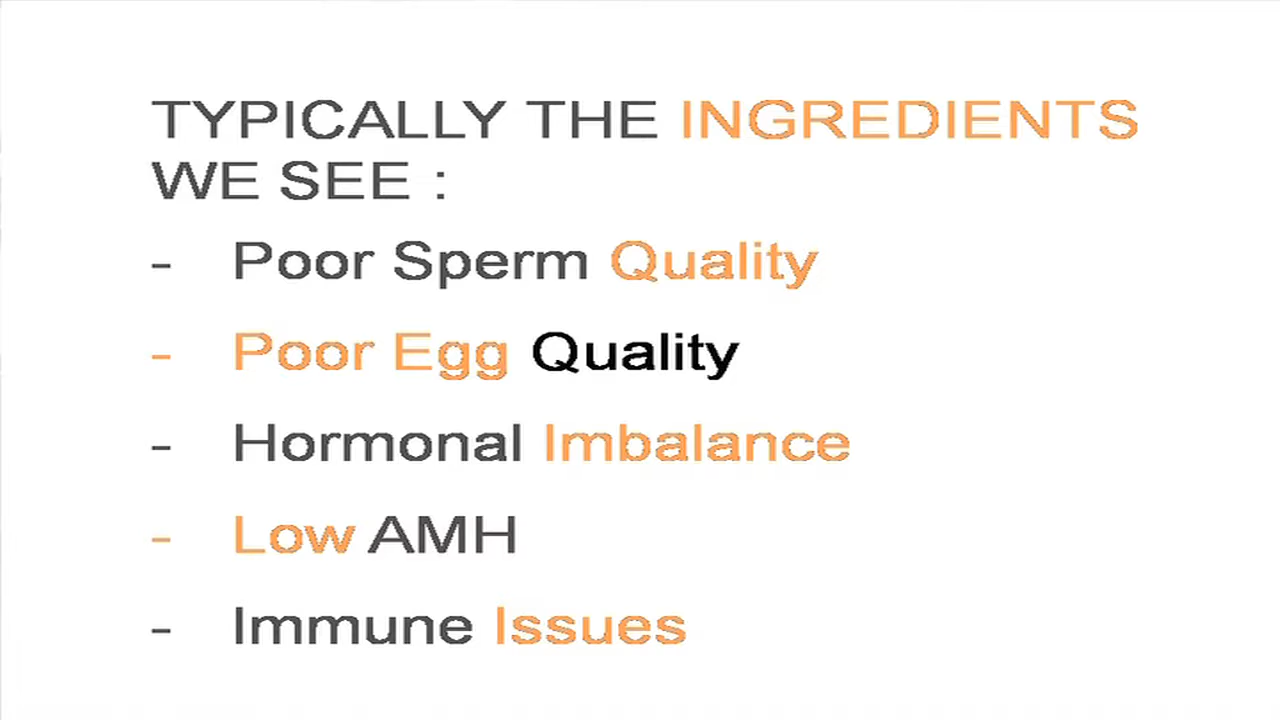 TYPICALLY THE INGREDIENTS
WE SEE :
- Poor Sperm Quality
- Poor Egg Quality
- Hormonal Imbalance
- Low AMH
- Immune Issues